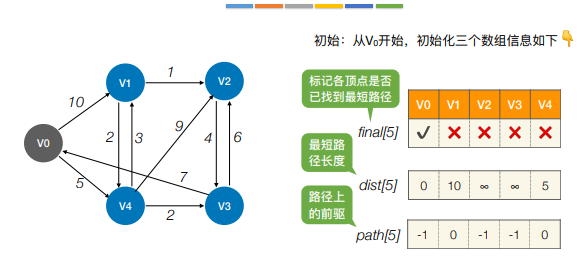 初始：从V₀开始，初始化三个数组信息如下👇
标记各顶点是否
已找到最短路径
V0 V1 V2 V3 V4
final[5] ✓ ✕ ✕ ✕ ✕
最短路
径长度
dist[5] 0 10 ∞ ∞ 5
路径上
的前驱
path[5] -1 0 -1 -1 0
V1 1 V2
10
2 3 9 4 6
V0
7
5
V4 2 V3